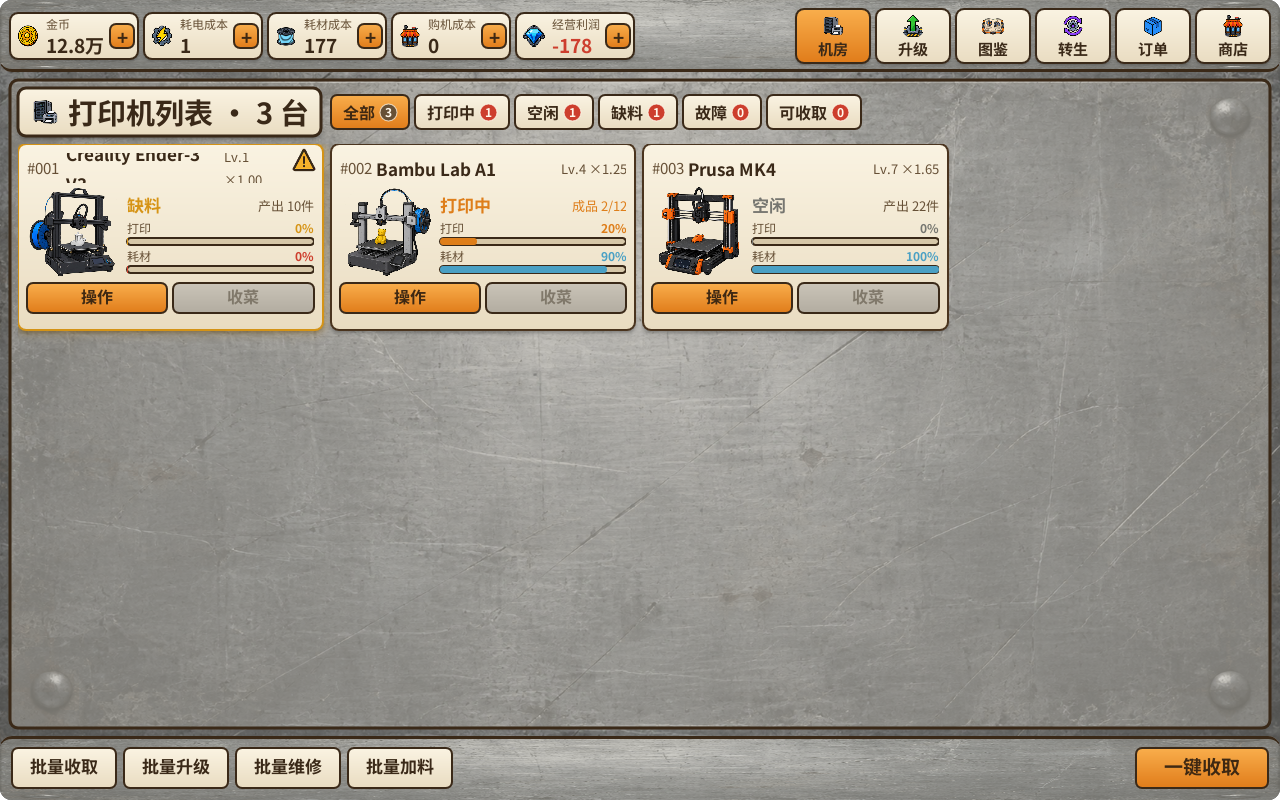 金币
12.8万
+
耗电成本
1
+
耗材成本
177
+
购机成本
0
+
经营利润
-178
+
机房
升级
图鉴
转生
订单
商店
打印机列表 · 3 台
全部 3
打印中 1
空闲 1
缺料 1
故障 0
可收取 0
#001
Creality Ender-3
V2
Lv.1
×1.00
缺料
产出 10件
打印 0%
耗材 0%
操作
收菜
#002 Bambu Lab A1 Lv.4 ×1.25
打印中
成品 2/12
打印 20%
耗材 90%
操作
收菜
#003 Prusa MK4 Lv.7 ×1.65
空闲
产出 22件
打印 0%
耗材 100%
操作
收菜
批量收取
批量升级
批量维修
批量加料
一键收取